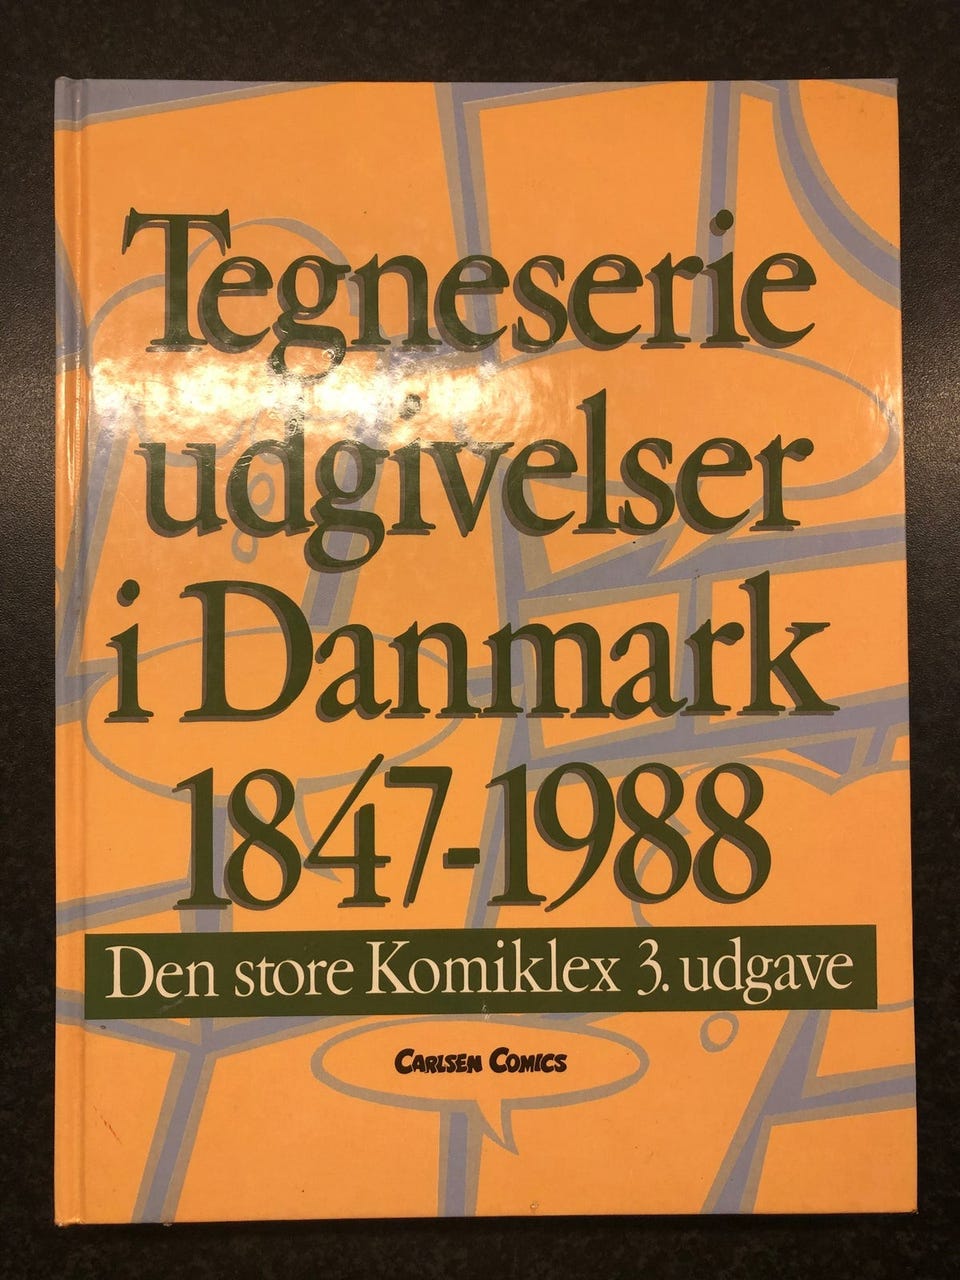 Tegneserie
udgivelser
i Danmark
1847-1988
Den store Komiklex 3. udgave
CARLSEN COMICS